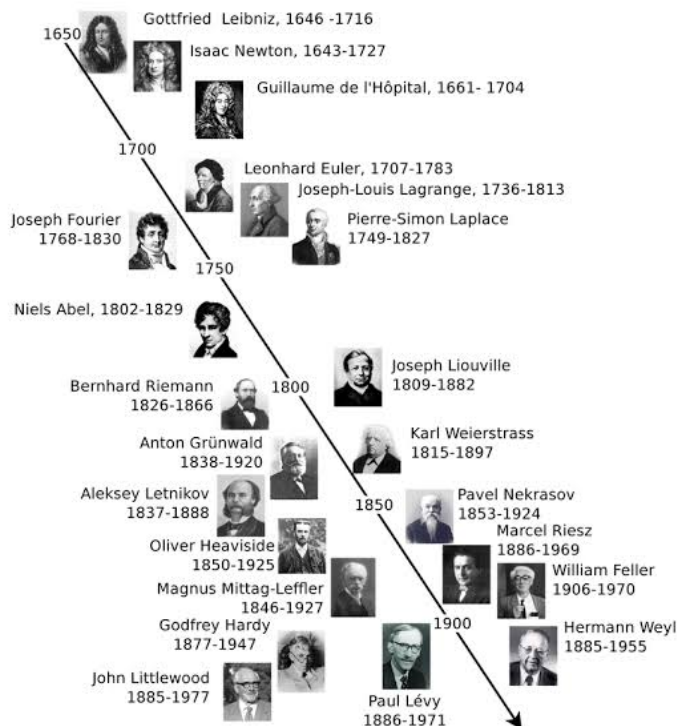 Gottfried Leibniz, 1646 -1716
1650
Isaac Newton, 1643-1727
Guillaume de l'Hôpital, 1661- 1704
1700
Leonhard Euler, 1707-1783
Joseph-Louis Lagrange, 1736-1813
Joseph Fourier
1768-1830
Pierre-Simon Laplace
1749-1827
1750
Niels Abel, 1802-1829
Joseph Liouville
1809-1882
Bernhard Riemann
1826-1866
1800
Karl Weierstrass
1815-1897
Anton Grünwald
1838-1920
Aleksey Letnikov
1837-1888
1850
Pavel Nekrasov
1853-1924
Marcel Riesz
1886-1969
Oliver Heaviside
1850-1925
William Feller
1906-1970
Magnus Mittag-Leffler
1846-1927
1900
Godfrey Hardy
1877-1947
Hermann Weyl
1885-1955
John Littlewood
1885-1977
Paul Lévy
1886-1971